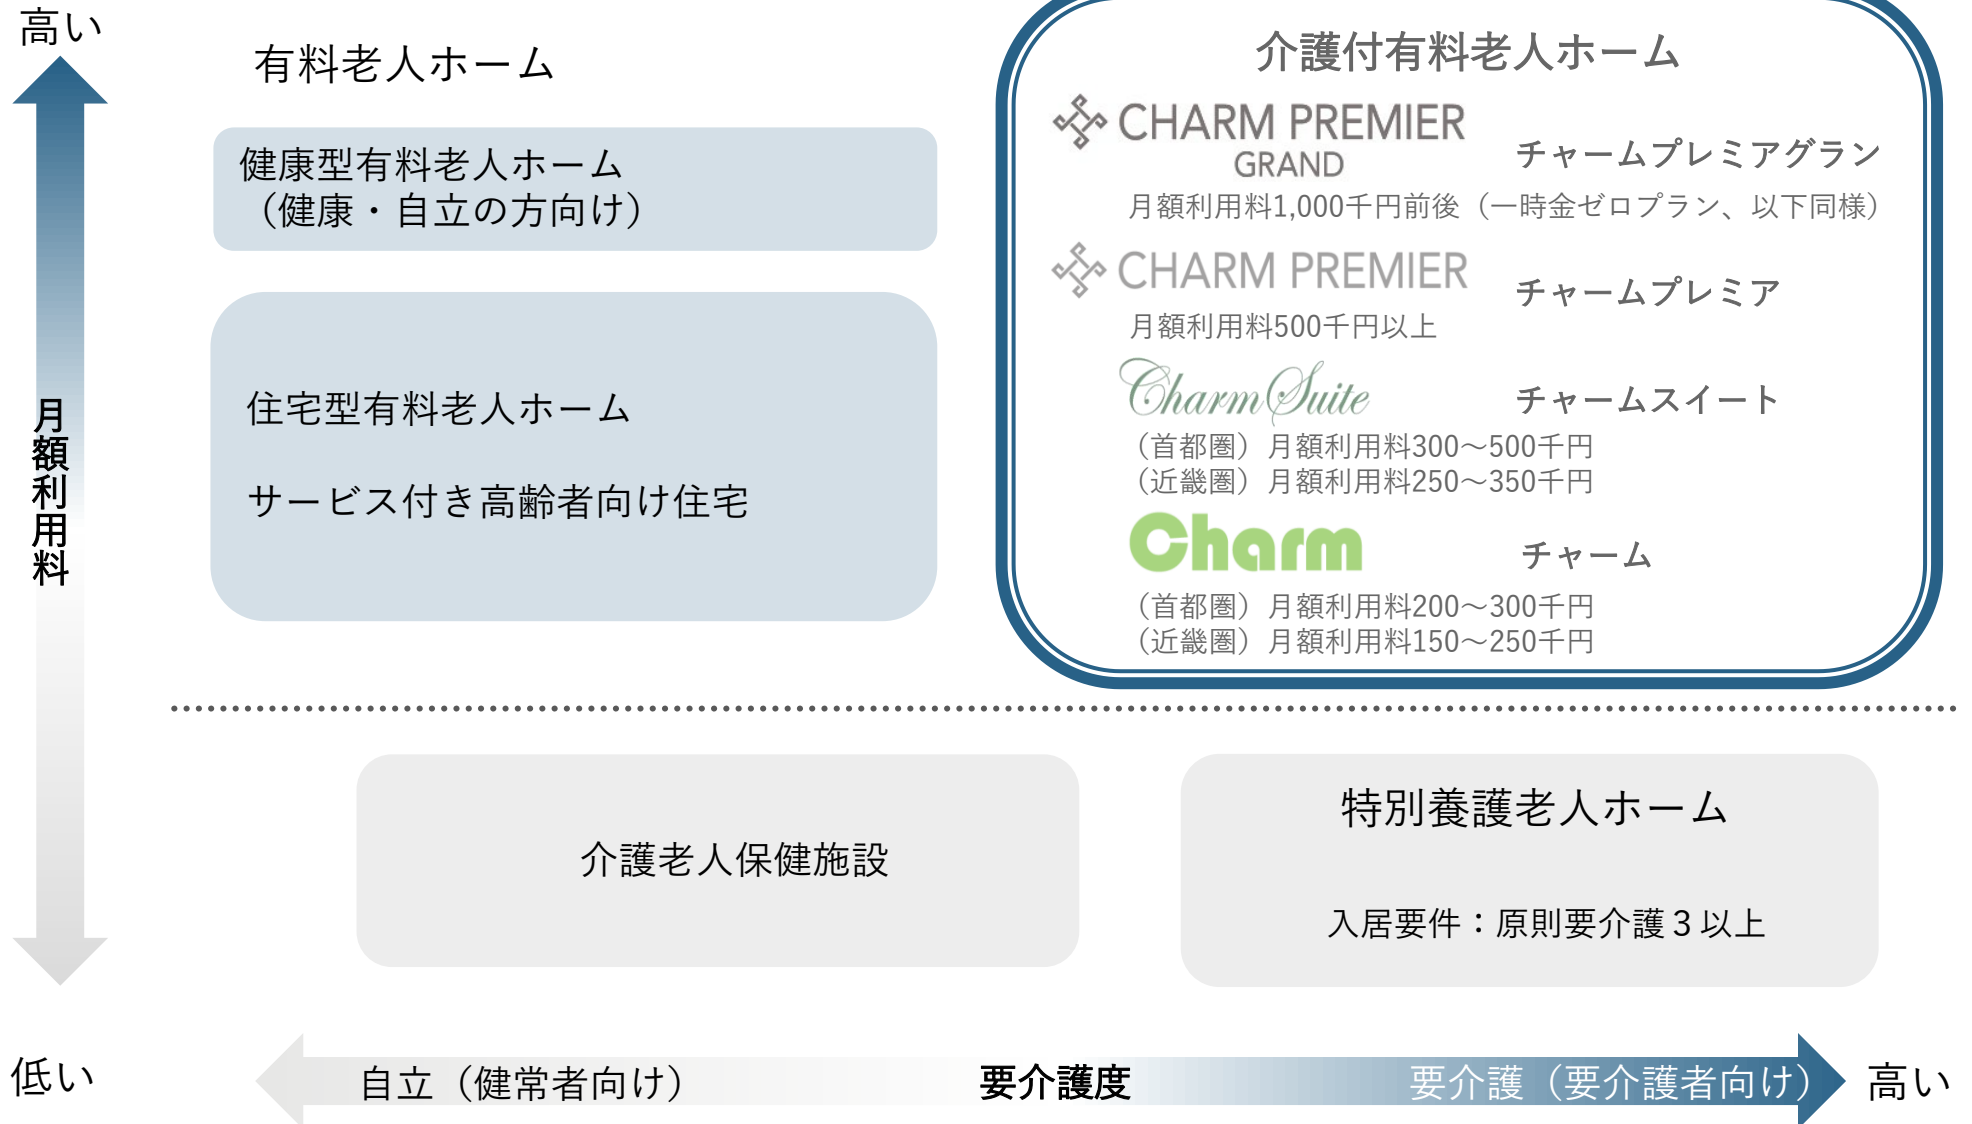 高い
有料老人ホーム
健康型有料老人ホーム
（健康・自立の方向け）
住宅型有料老人ホーム
サービス付き高齢者向け住宅
月額利用料
介護付有料老人ホーム
CHARM PREMIER
GRAND
チャームプレミアグラン
月額利用料1,000千円前後（一時金ゼロプラン、以下同様）
CHARM PREMIER
チャームプレミア
月額利用料500千円以上
Charm Suite
チャームスイート
（首都圏）月額利用料300～500千円
（近畿圏）月額利用料250～350千円
Charm
チャーム
（首都圏）月額利用料200～300千円
（近畿圏）月額利用料150～250千円
介護老人保健施設
特別養護老人ホーム
入居要件：原則要介護３以上
低い
自立（健常者向け）
要介護度
要介護（要介護者向け）
高い